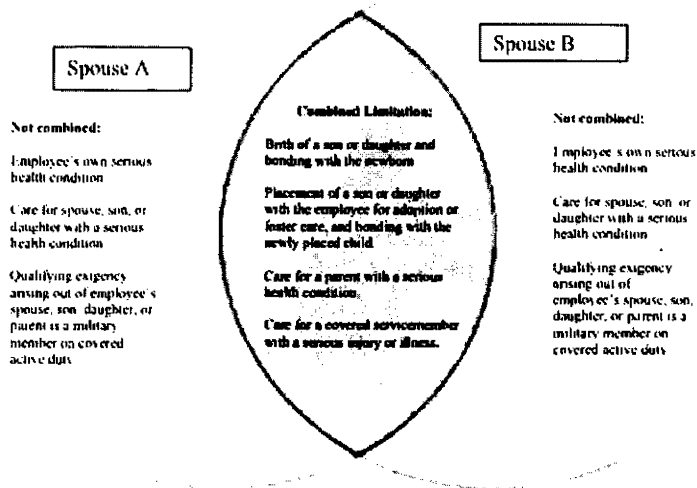 Spouse A
Not combined:
Employee's own serious
health condition
Care for spouse, son, or
daughter with a serious
health condition
Qualifying exigency
arising out of employee's
spouse, son, daughter, or
parent is a military
member on covered
active duty
Combined Limitation:
Birth of a son or daughter and
bonding with the newborn
Placement of a son or daughter
with the employee for adoption or
foster care, and bonding with the
newly placed child.
Care for a parent with a serious
health condition.
Care for a covered servicemember
with a serious injury or illness.
Spouse B
Not combined:
Employee's own serious
health condition
Care for spouse, son, or
daughter with a serious
health condition
Qualifying exigency
arising out of
employee's spouse, son,
daughter, or parent is a
military member on
covered active duty